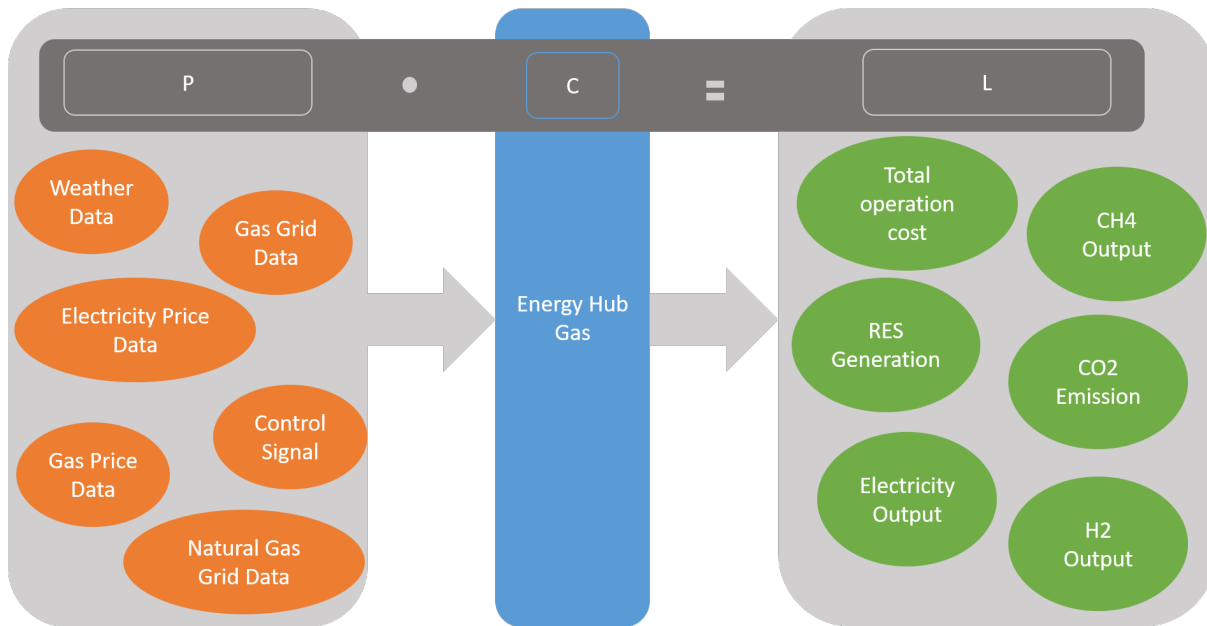 P
•
C
=
L
Weather
Data
Gas Grid
Data
Electricity Price
Data
Control
Signal
Gas Price
Data
Natural Gas
Grid Data
Energy Hub
Gas
Total
operation
cost
CH4
Output
RES
Generation
CO2
Emission
Electricity
Output
H2
Output